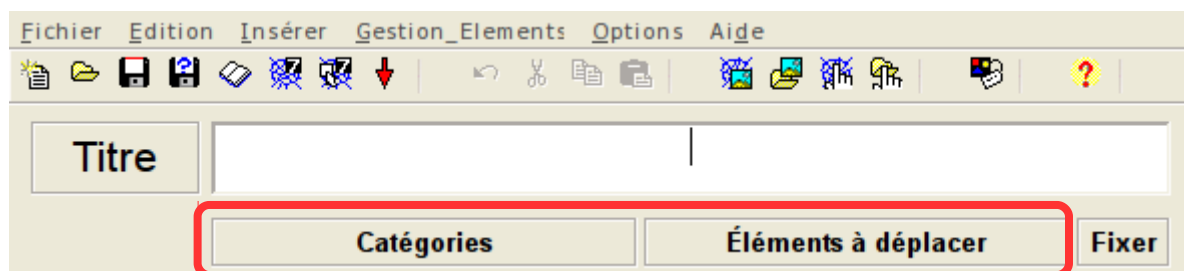 Fichier Edition Insérer Gestion_Elements Options Aide
?
Titre
Catégories Éléments à déplacer Fixer